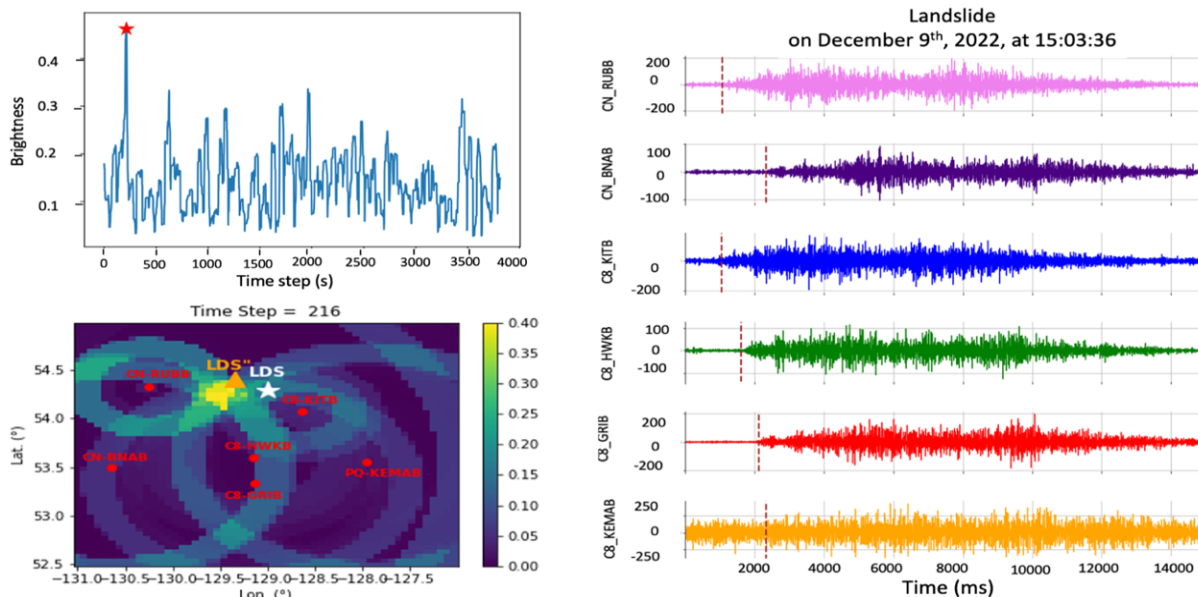 0.4
0.3
0.2
0.1
Brightness
0 500 1000 1500 2000 2500 3000 3500 4000
Time step (s)
Time Step = 216
54.5
54.0
53.5
53.0
52.5
Lat. (°)
LDS" LDS
CN-RUBB
C8-KITB
C8-HWKB
CN-BNAB
PQ-KEMAB
C8-GRIB
−131.0−130.5−130.0−129.5−129.0−128.5−128.0−127.5
Lon. (°)
0.40
0.35
0.30
0.25
0.20
0.15
0.10
0.05
0.00
Landslide
on December 9th, 2022, at 15:03:36
CN_RUBB
200
0
-200
CN_BNAB
100
0
-100
C8_KITB
0
-200
C8_HWKB
100
0
-100
C8_GRIB
200
0
-200
C8_KEMAB
250
0
-250
2000 4000 6000 8000 10000 12000 14000
Time (ms)